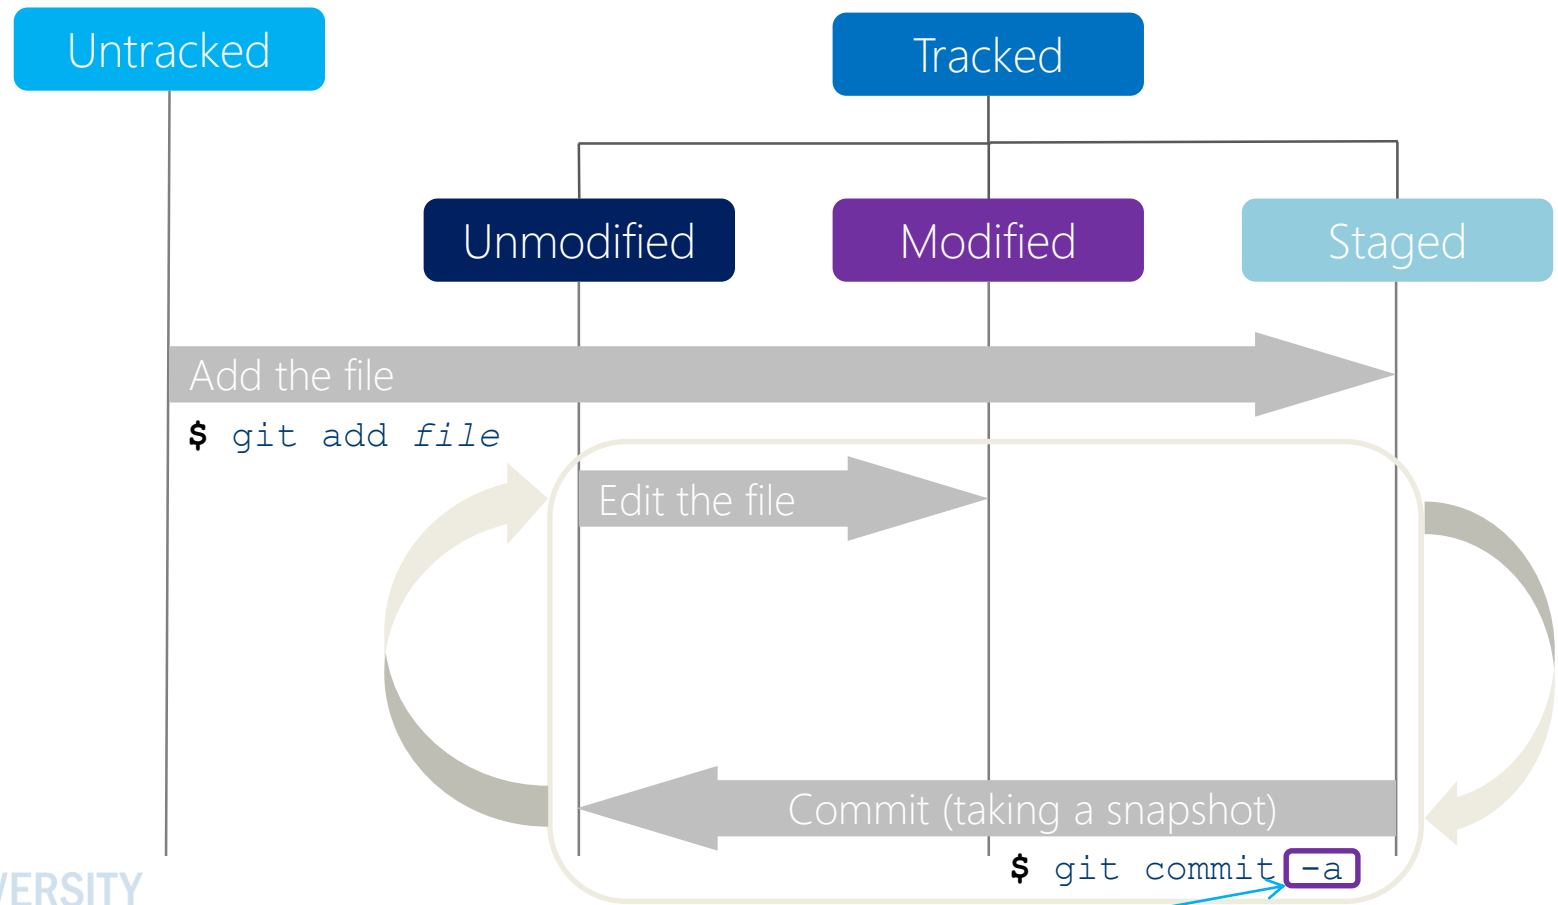 Untracked
Tracked
Unmodified
Modified
Staged
Add the file
$ git add file
Edit the file
Commit (taking a snapshot)
$ git commit -a
VERSITY